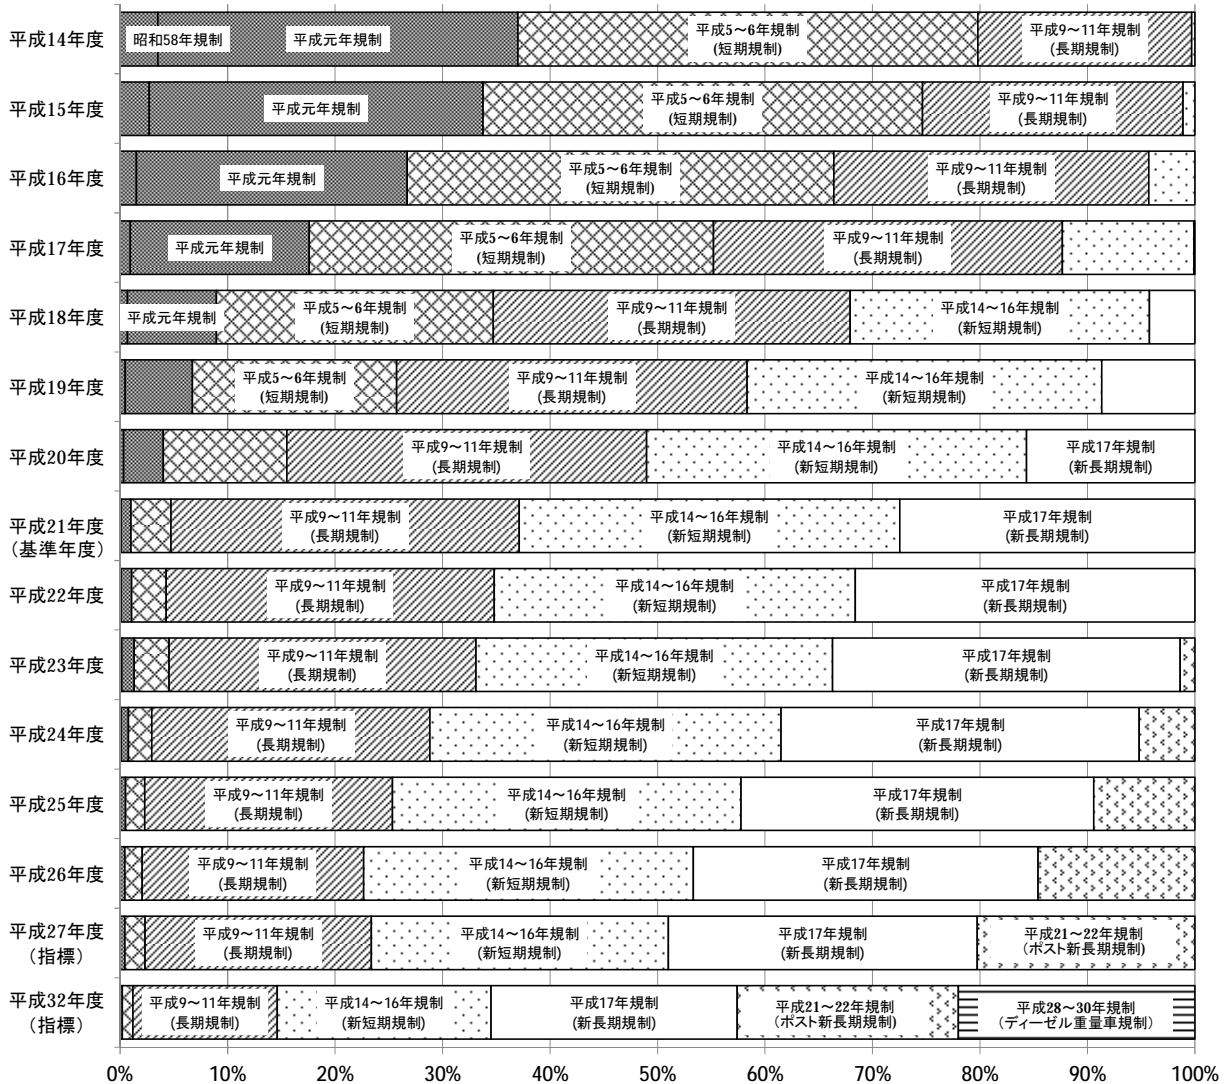 平成14年度
昭和58年規制
平成元年規制
平成5～6年規制
(短期規制)
平成9～11年規制
(長期規制)
平成15年度
平成元年規制
平成5～6年規制
(短期規制)
平成9～11年規制
(長期規制)
平成16年度
平成元年規制
平成5～6年規制
(短期規制)
平成9～11年規制
(長期規制)
平成17年度
平成元年規制
平成5～6年規制
(短期規制)
平成9～11年規制
(長期規制)
平成18年度
平成元年規制
平成5～6年規制
(短期規制)
平成9～11年規制
(長期規制)
平成14～16年規制
(新短期規制)
平成19年度
平成5～6年規制
(短期規制)
平成9～11年規制
(長期規制)
平成14～16年規制
(新短期規制)
平成20年度
平成9～11年規制
(長期規制)
平成14～16年規制
(新短期規制)
平成17年規制
(新長期規制)
平成21年度
(基準年度)
平成9～11年規制
(長期規制)
平成14～16年規制
(新短期規制)
平成17年規制
(新長期規制)
平成22年度
平成9～11年規制
(長期規制)
平成14～16年規制
(新短期規制)
平成17年規制
(新長期規制)
平成23年度
平成9～11年規制
(長期規制)
平成14～16年規制
(新短期規制)
平成17年規制
(新長期規制)
平成24年度
平成9～11年規制
(長期規制)
平成14～16年規制
(新短期規制)
平成17年規制
(新長期規制)
平成25年度
平成9～11年規制
(長期規制)
平成14～16年規制
(新短期規制)
平成17年規制
(新長期規制)
平成26年度
平成9～11年規制
(長期規制)
平成14～16年規制
(新短期規制)
平成17年規制
(新長期規制)
平成27年度
(指標)
平成9～11年規制
(長期規制)
平成14～16年規制
(新短期規制)
平成17年規制
(新長期規制)
平成21～22年規制
(ポスト新長期規制)
平成32年度
(指標)
平成9～11年規制
(長期規制)
平成14～16年規制
(新短期規制)
平成17年規制
(新長期規制)
平成21～22年規制
(ポスト新長期規制)
平成28～30年規制
(ディーゼル重量車規制)
0% 10% 20% 30% 40% 50% 60% 70% 80% 90% 100%